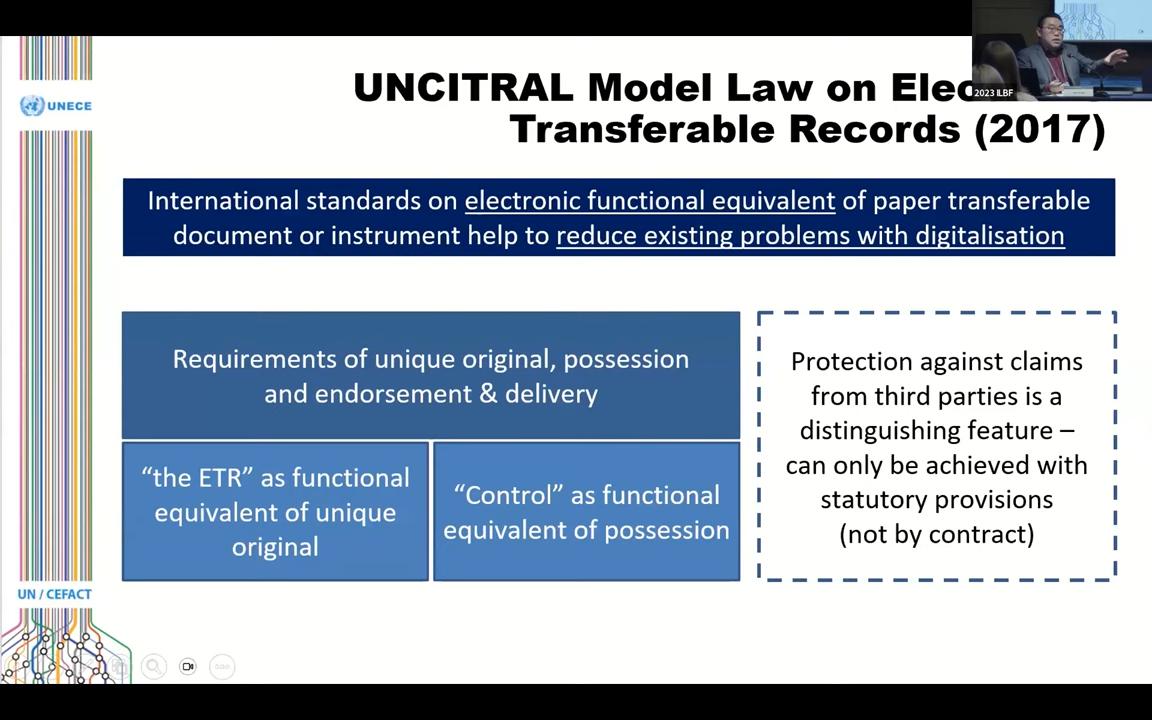 UNECE
2023 ILBF
UNCITRAL Model Law on Elec
Transferable Records (2017)
International standards on electronic functional equivalent of paper transferable
document or instrument help to reduce existing problems with digitalisation
Requirements of unique original, possession
and endorsement & delivery
“the ETR” as functional
equivalent of unique
original
“Control” as functional
equivalent of possession
Protection against claims
from third parties is a
distinguishing feature –
can only be achieved with
statutory provisions
(not by contract)
UN / CEFACT